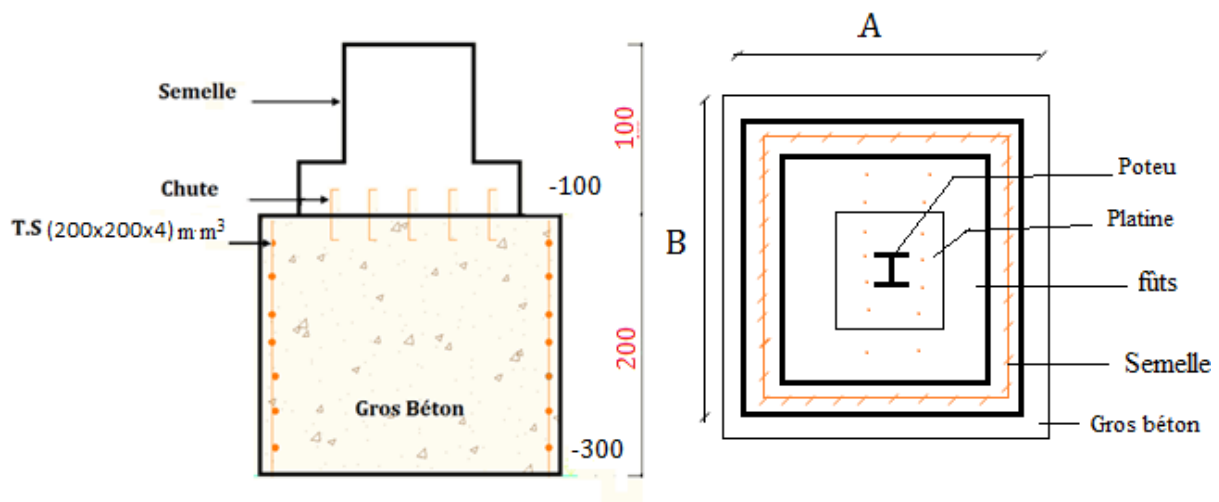 Semelle
Chute
T.S (200x200x4) m m³
Gros Béton
100
-100
200
-300
A
B
Poteu
Platine
fûts
Semelle
Gros béton